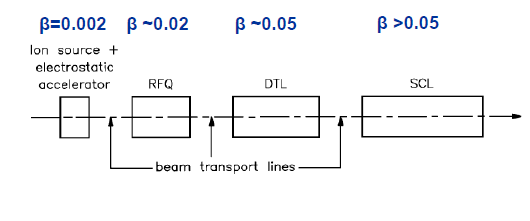 β=0.002 β ~0.02 β ~0.05 β >0.05
Ion source +
electrostatic
accelerator RFQ DTL SCL
beam transport lines